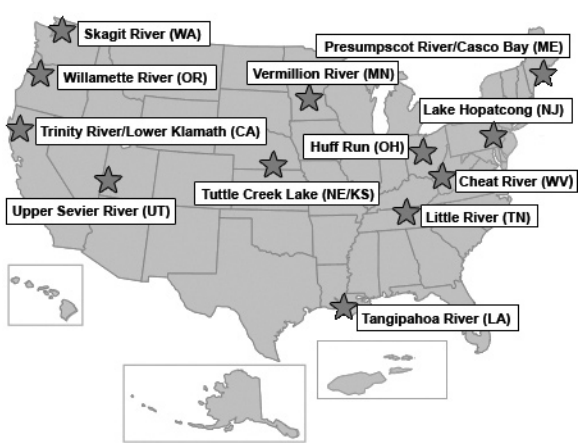 Skagit River (WA)
Presumpscot River/Casco Bay (ME)
Willamette River (OR)
Vermillion River (MN)
Lake Hopatcong (NJ)
Trinity River/Lower Klamath (CA)
Huff Run (OH)
Cheat River (WV)
Tuttle Creek Lake (NE/KS)
Upper Sevier River (UT)
Little River (TN)
Tangipahoa River (LA)